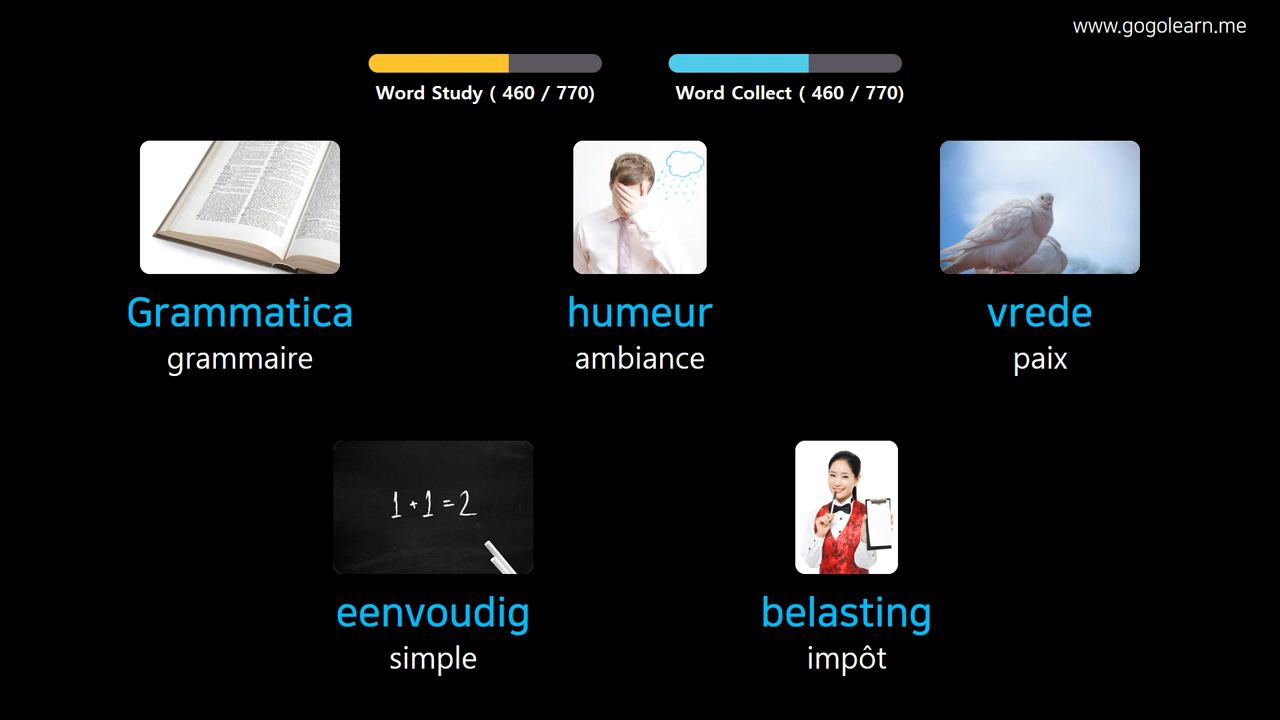 www.gogolearn.me
Word Study ( 460 / 770)
Word Collect ( 460 / 770)
Grammatica
grammaire
humeur
ambiance
vrede
paix
1 + 1 = 2
eenvoudig
simple
belasting
impôt